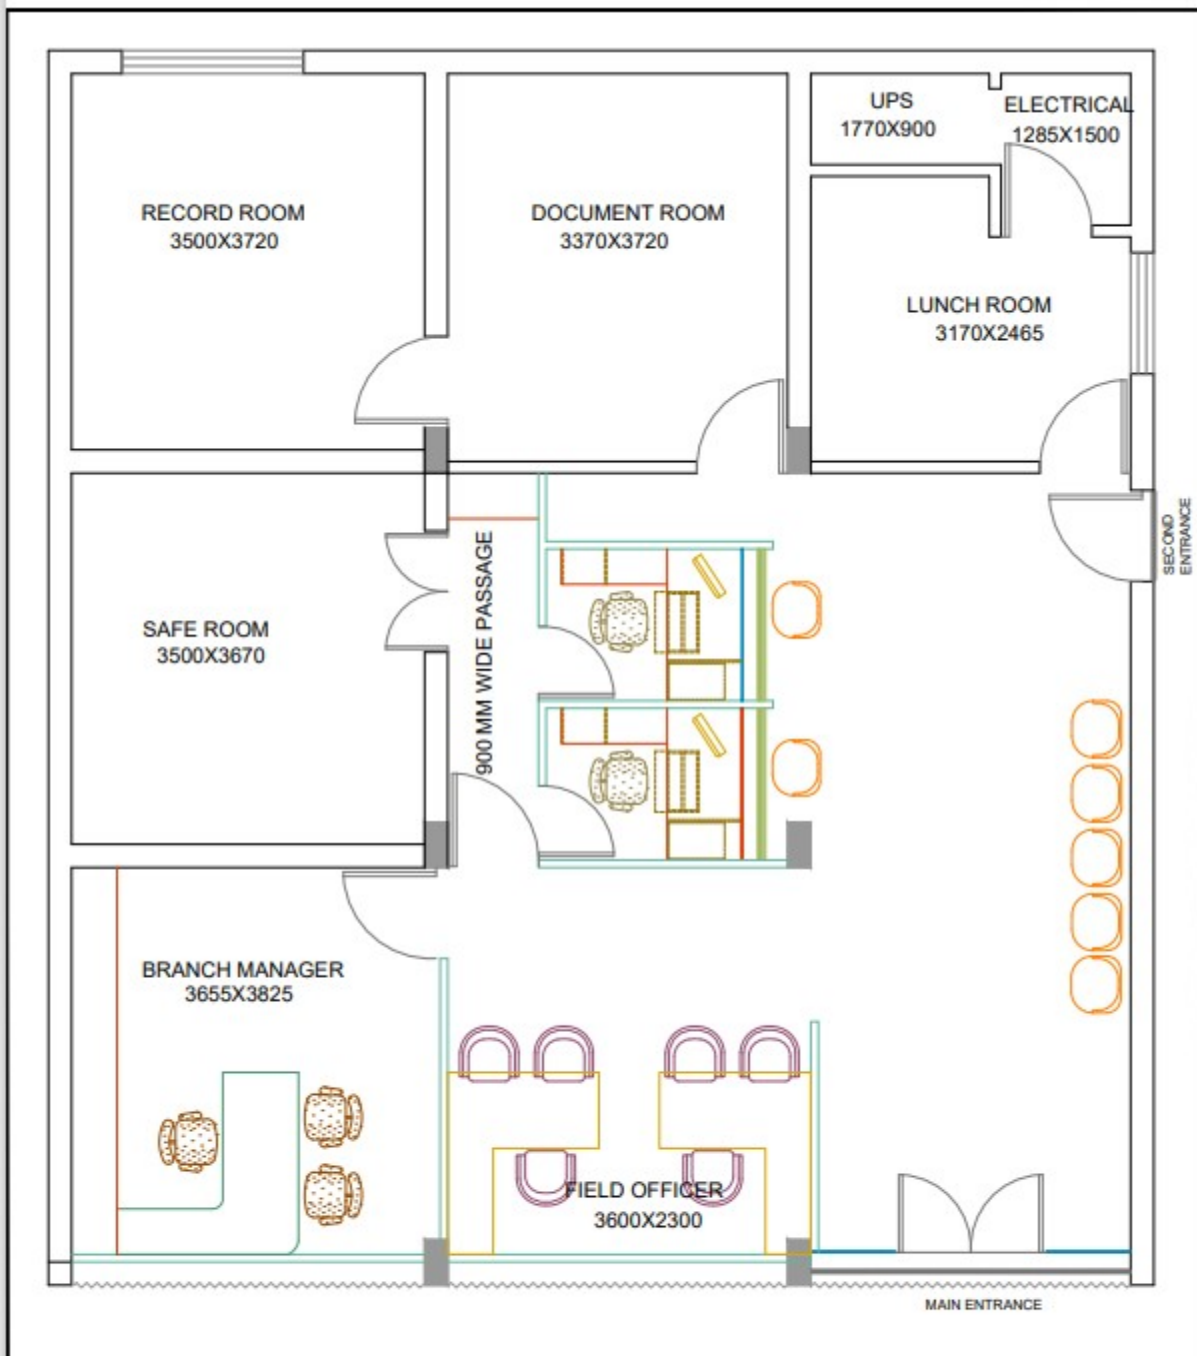 UPS
1770X900
ELECTRICAL
1285X1500
RECORD ROOM
3500X3720
DOCUMENT ROOM
3370X3720
LUNCH ROOM
3170X2465
SECOND
ENTRANCE
900 MM WIDE PASSAGE
SAFE ROOM
3500X3670
BRANCH MANAGER
3655X3825
FIELD OFFICER
3600X2300
MAIN ENTRANCE